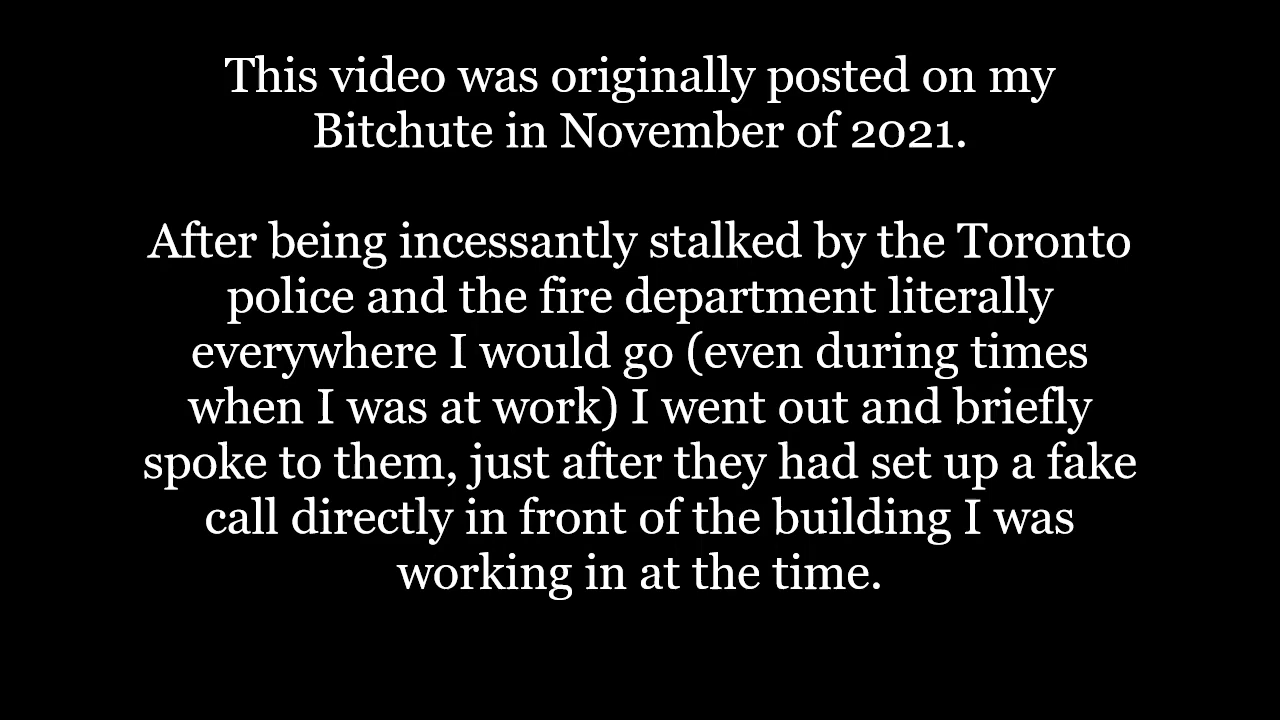 This video was originally posted on my
Bitchute in November of 2021.
After being incessantly stalked by the Toronto
police and the fire department literally
everywhere I would go (even during times
when I was at work) I went out and briefly
spoke to them, just after they had set up a fake
call directly in front of the building I was
working in at the time.